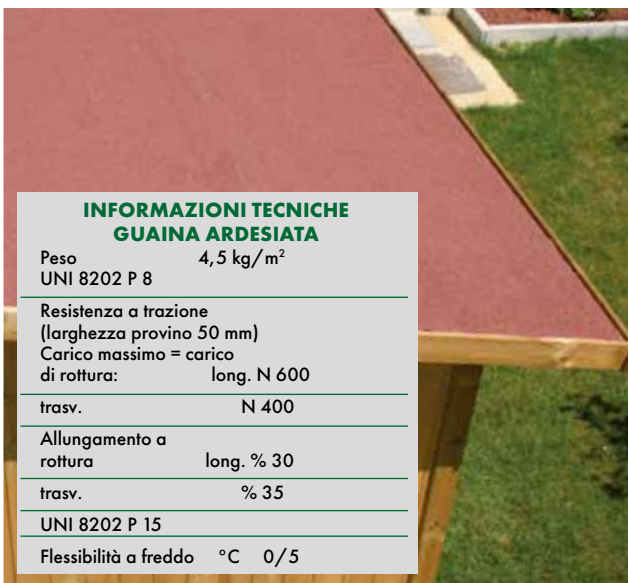 INFORMAZIONI TECNICHE
GUAINA ARDESIATA
Peso 4,5 kg/m²
UNI 8202 P 8
Resistenza a trazione
(larghezza provino 50 mm)
Carico massimo = carico
di rottura: long. N 600
trasv. N 400
Allungamento a
rottura long. % 30
trasv. % 35
UNI 8202 P 15
Flessibilità a freddo °C 0/5